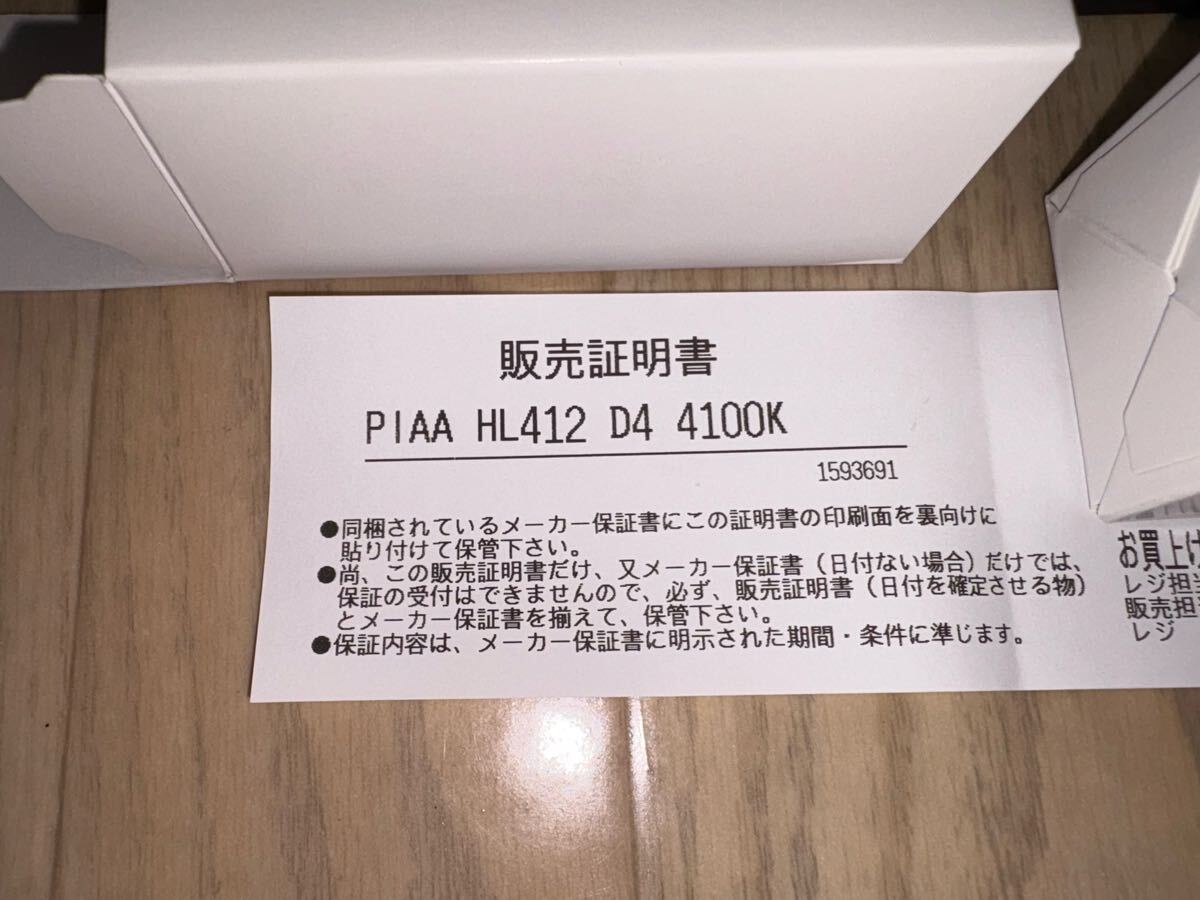 販売証明書
PIAA HL412 D4 4100K
1593691
●同梱されているメーカー保証書にこの証明書の印刷面を裏向けに
貼り付けて保管下さい。
●尚、この販売証明書だけ、又メーカー保証書（日付ない場合）だけでは、
保証の受付はできませんので、必ず、販売証明書（日付を確定させる物）
とメーカー保証書を揃えて、保管下さい。
●保証内容は、メーカー保証書に明示された期間・条件に準じます。
お買上げ
レジ担当
販売担
レジ